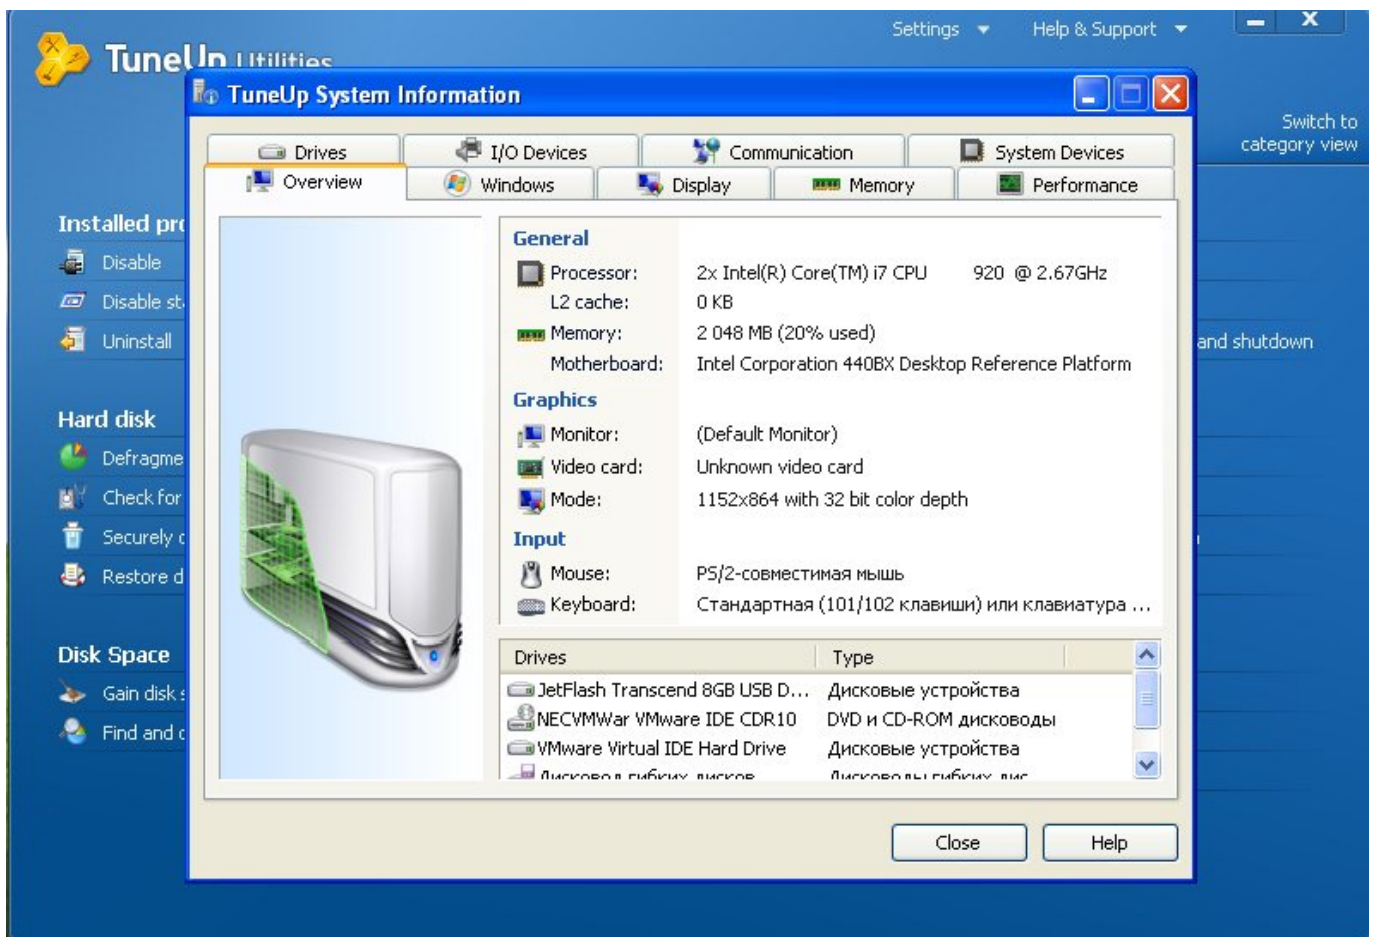 Settings
Help & Support
X
TuneUp Utilities
TuneUp System Information
Switch to
category view
Drives
I/O Devices
Communication
System Devices
Overview
Windows
Display
Memory
Performance
Installed
Disable
Disable
Uninstall
and shutdown
Hard disk
Check for
Securely
Restore
Disk Space
Gain disk
Find and
General
Processor: 2x Intel(R) Core(TM) i7 CPU 920 @ 2.67GHz
L2 cache: 0 KB
Memory: 2 048 MB (20% used)
Motherboard: Intel Corporation 440BX Desktop Reference Platform
Graphics
Monitor: (Default Monitor)
Video card: Unknown video card
Mode: 1152x864 with 32 bit color depth
Input
Mouse: PS/2-совместимая мышь
Keyboard: Стандартная (101/102 клавиши) или клавиатура ...
Drives Type
JetFlash Transcend 8GB USB D... Дисковые устройства
NECVMWar VMware IDE CDR10 DVD и CD-ROM дисководы
VMware Virtual IDE Hard Drive Дисковые устройства
Дисковод гибких дисков Дисководы гибких дис
Close
Help